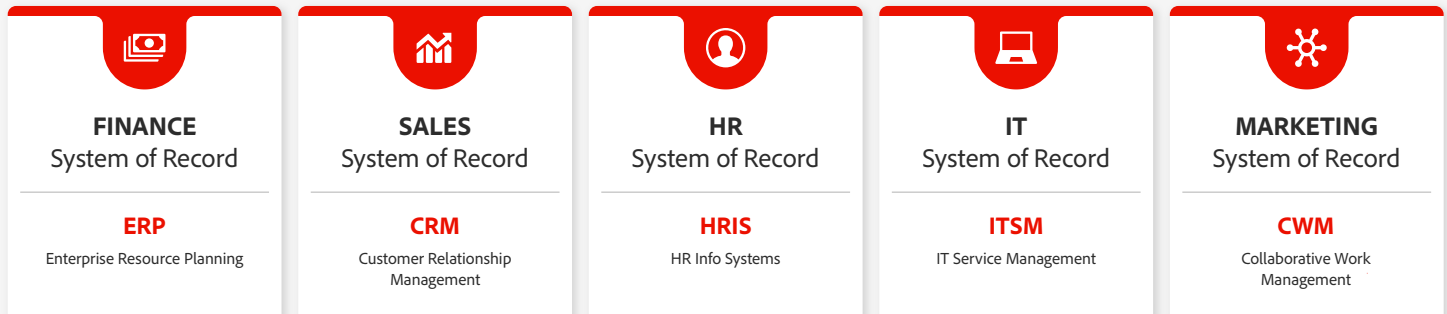 FINANCE
System of Record
ERP
Enterprise Resource Planning
SALES
System of Record
CRM
Customer Relationship
Management
HR
System of Record
HRIS
HR Info Systems
IT
System of Record
ITSM
IT Service Management
MARKETING
System of Record
CWM
Collaborative Work
Management